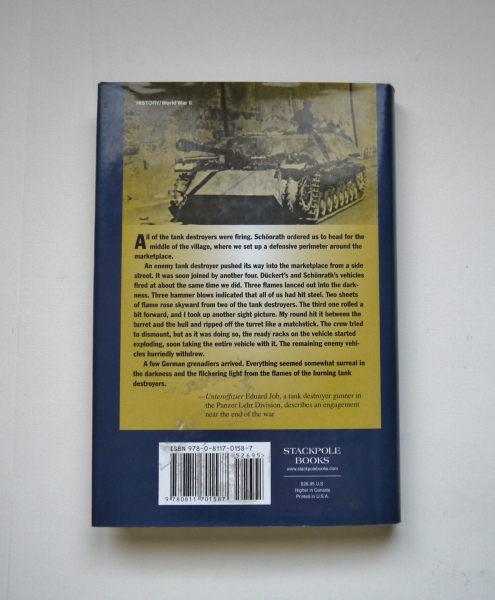 HISTORY/World War II
All of the tank destroyers were firing. Schönrath ordered us to head for the
middle of the village, where we set up a defensive perimeter around the
marketplace.
An enemy tank destroyer pushed its way into the marketplace from a side
street. It was soon joined by another four. Dückert's and Schönrath's vehicles
fired at about the same time we did. Three flames lanced out into the dark-
ness. Three hammer blows indicated that all of us had hit steel. Two sheets
of flame rose skyward from two of the tank destroyers. The third one rolled a
bit forward, and I took up another sight picture. My round hit it between the
turret and the hull and ripped off the turret like a matchstick. The crew tried
to dismount, but as it was doing so, the ready racks on the vehicle started
exploding, soon taking the entire vehicle with it. The remaining enemy vehi-
cles hurriedly withdrew.
A few German grenadiers arrived. Everything seemed somewhat surreal in
the darkness and the flickering light from the flames of the burning tank
destroyers.
—Unteroffizier Eduard Job, a tank destroyer gunner in
the Panzer Lehr Division, describes an engagement
near the end of the war
ISBN 978-0-8117-0158-7
52695
9 780811 701587
STACKPOLE
BOOKS
www.stackpolebooks.com
$26.95 U.S.
Higher in Canada
Printed in U.S.A.